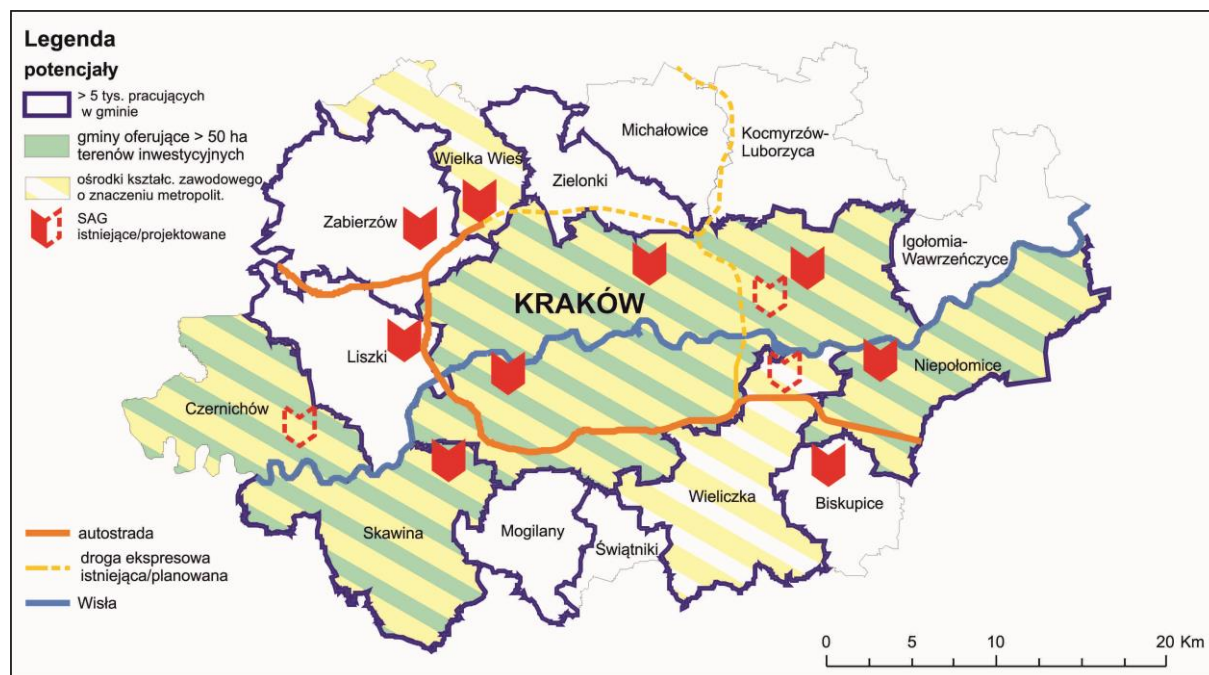 Legenda
potencjały
> 5 tys. pracujących
w gminie
gminy oferujące > 50 ha
terenów inwestycyjnych
ośrodki kształc. zawodowego
o znaczeniu metropolit.
SAG
istniejące/projektowane
Michałowice
Kocmyrzów-
Luborzyca
Wielka Wieś
Zielonki
Zabierzów
Igołomia-
Wawrzeńczyce
KRAKÓW
Liszki
Niepołomice
Czernichów
Wieliczka
Biskupice
Skawina
Mogilany
Świątniki
autostrada
droga ekspresowa
istniejąca/planowana
Wisła
0 5 10 20 Km